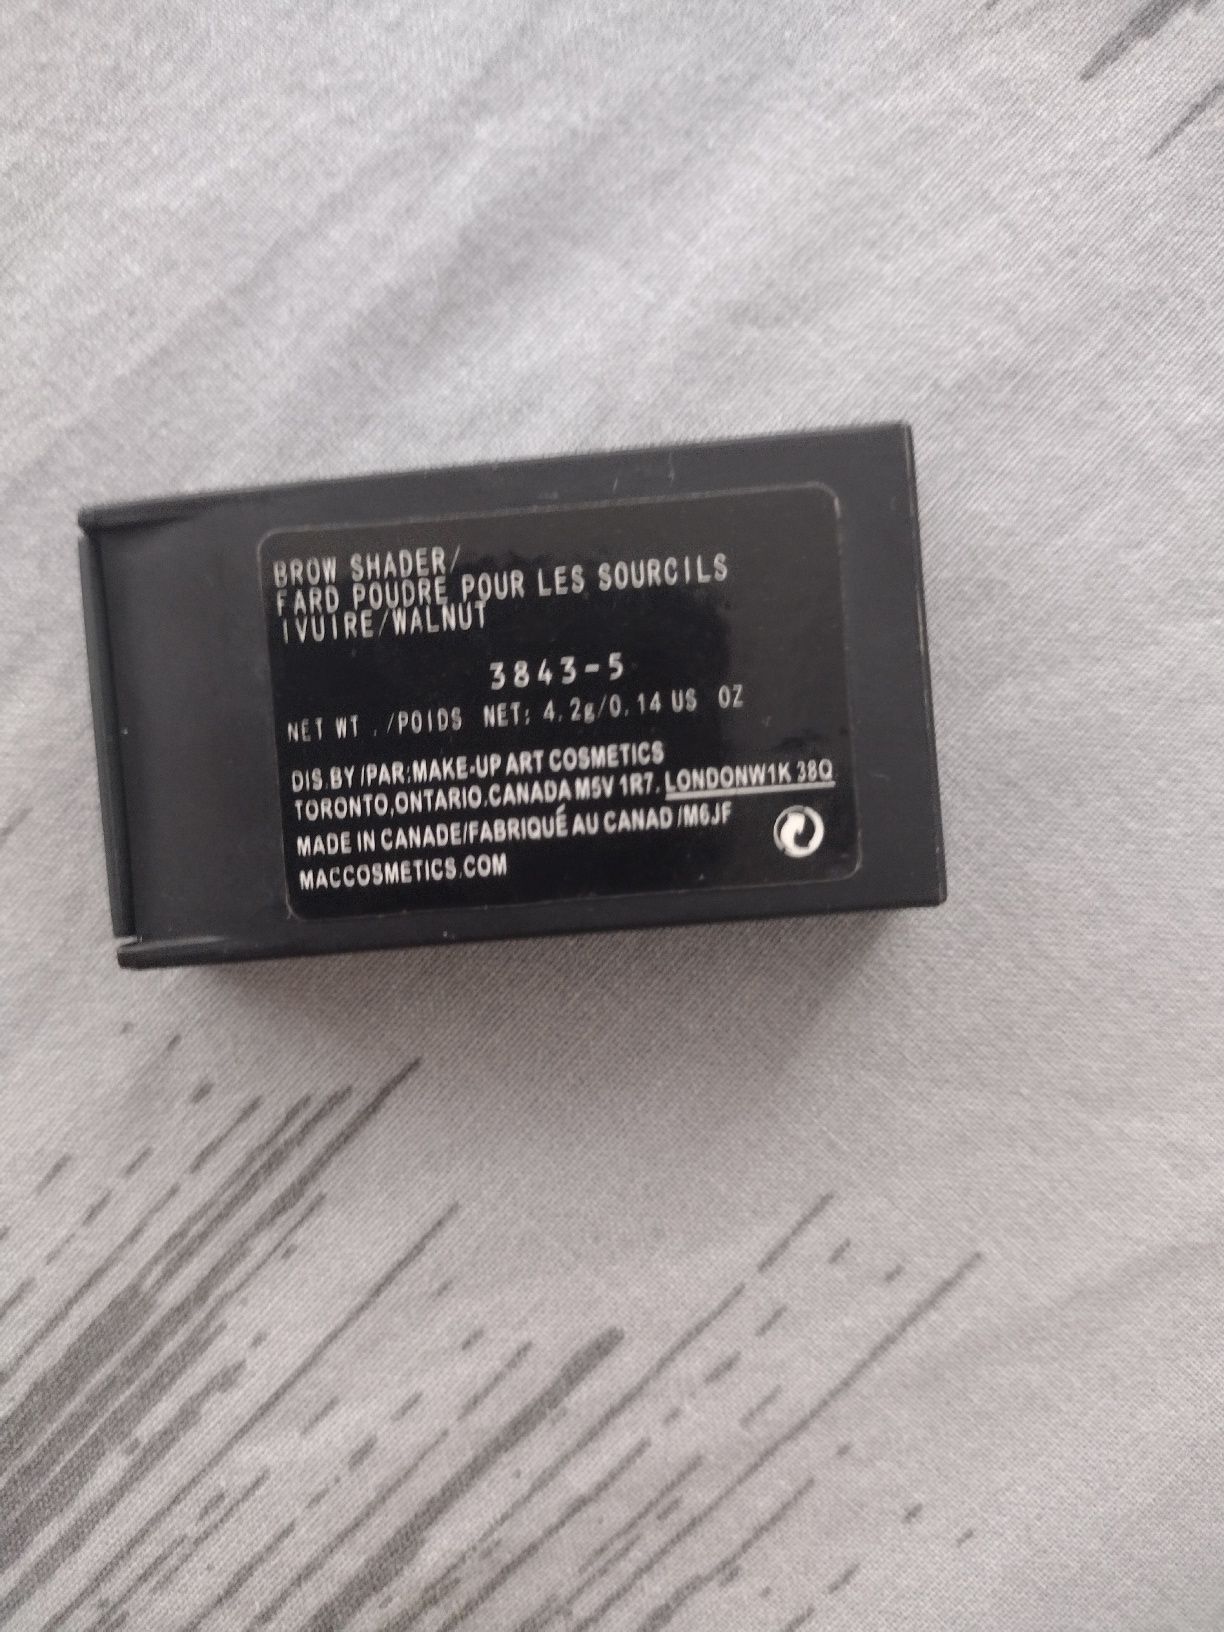 BROW SHADER/
FARD POUDRE POUR LES SOURCILS
IVUIRE/WALNUT
3843-5
NET WT . /POIDS NET: 4.2g/0.14 US OZ
DIS.BY /PAR:MAKE-UP ART COSMETICS
TORONTO,ONTARIO,CANADA M5V 1R7, LONDONW1K 38Q
MADE IN CANADE/FABRIQUÉ AU CANAD /M6JF
MACCOSMETICS.COM